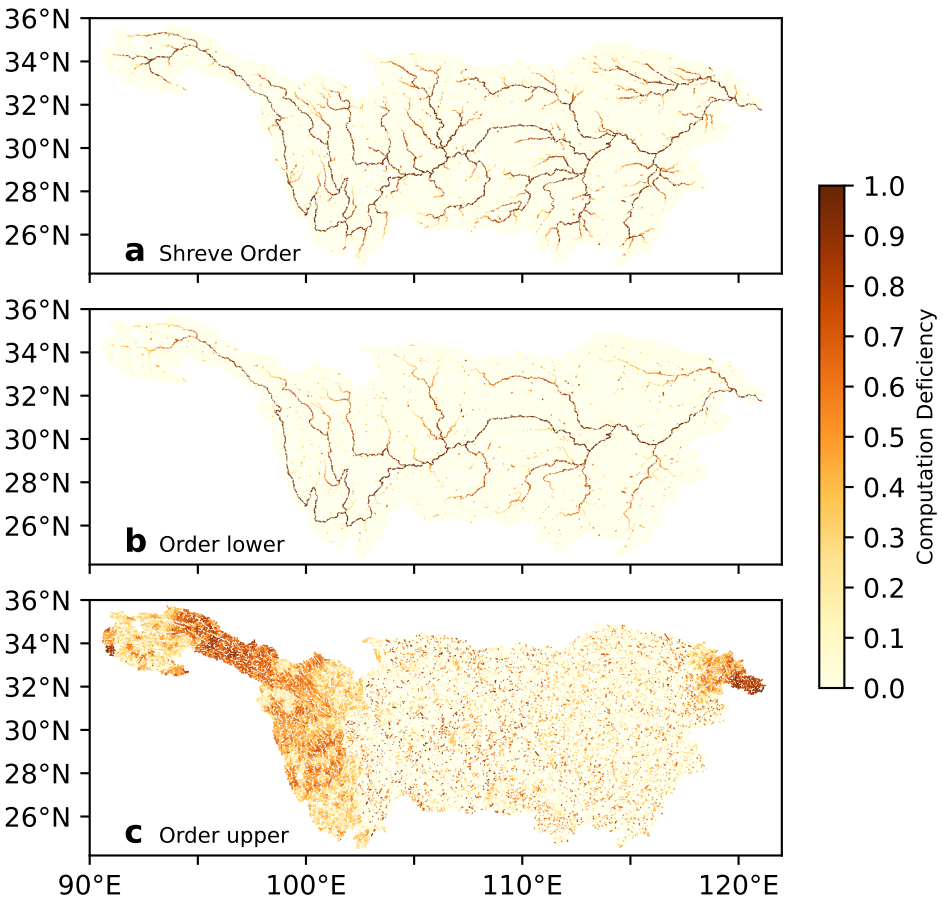 36°N
34°N
32°N
30°N
28°N
26°N
a Shreve Order
36°N
34°N
32°N
30°N
28°N
26°N
b Order lower
36°N
34°N
32°N
30°N
28°N
26°N
c Order upper
90°E 100°E 110°E 120°E
1.0
0.9
0.8
0.7
0.6
0.5
0.4
0.3
0.2
0.1
0.0
Computation Deficiency